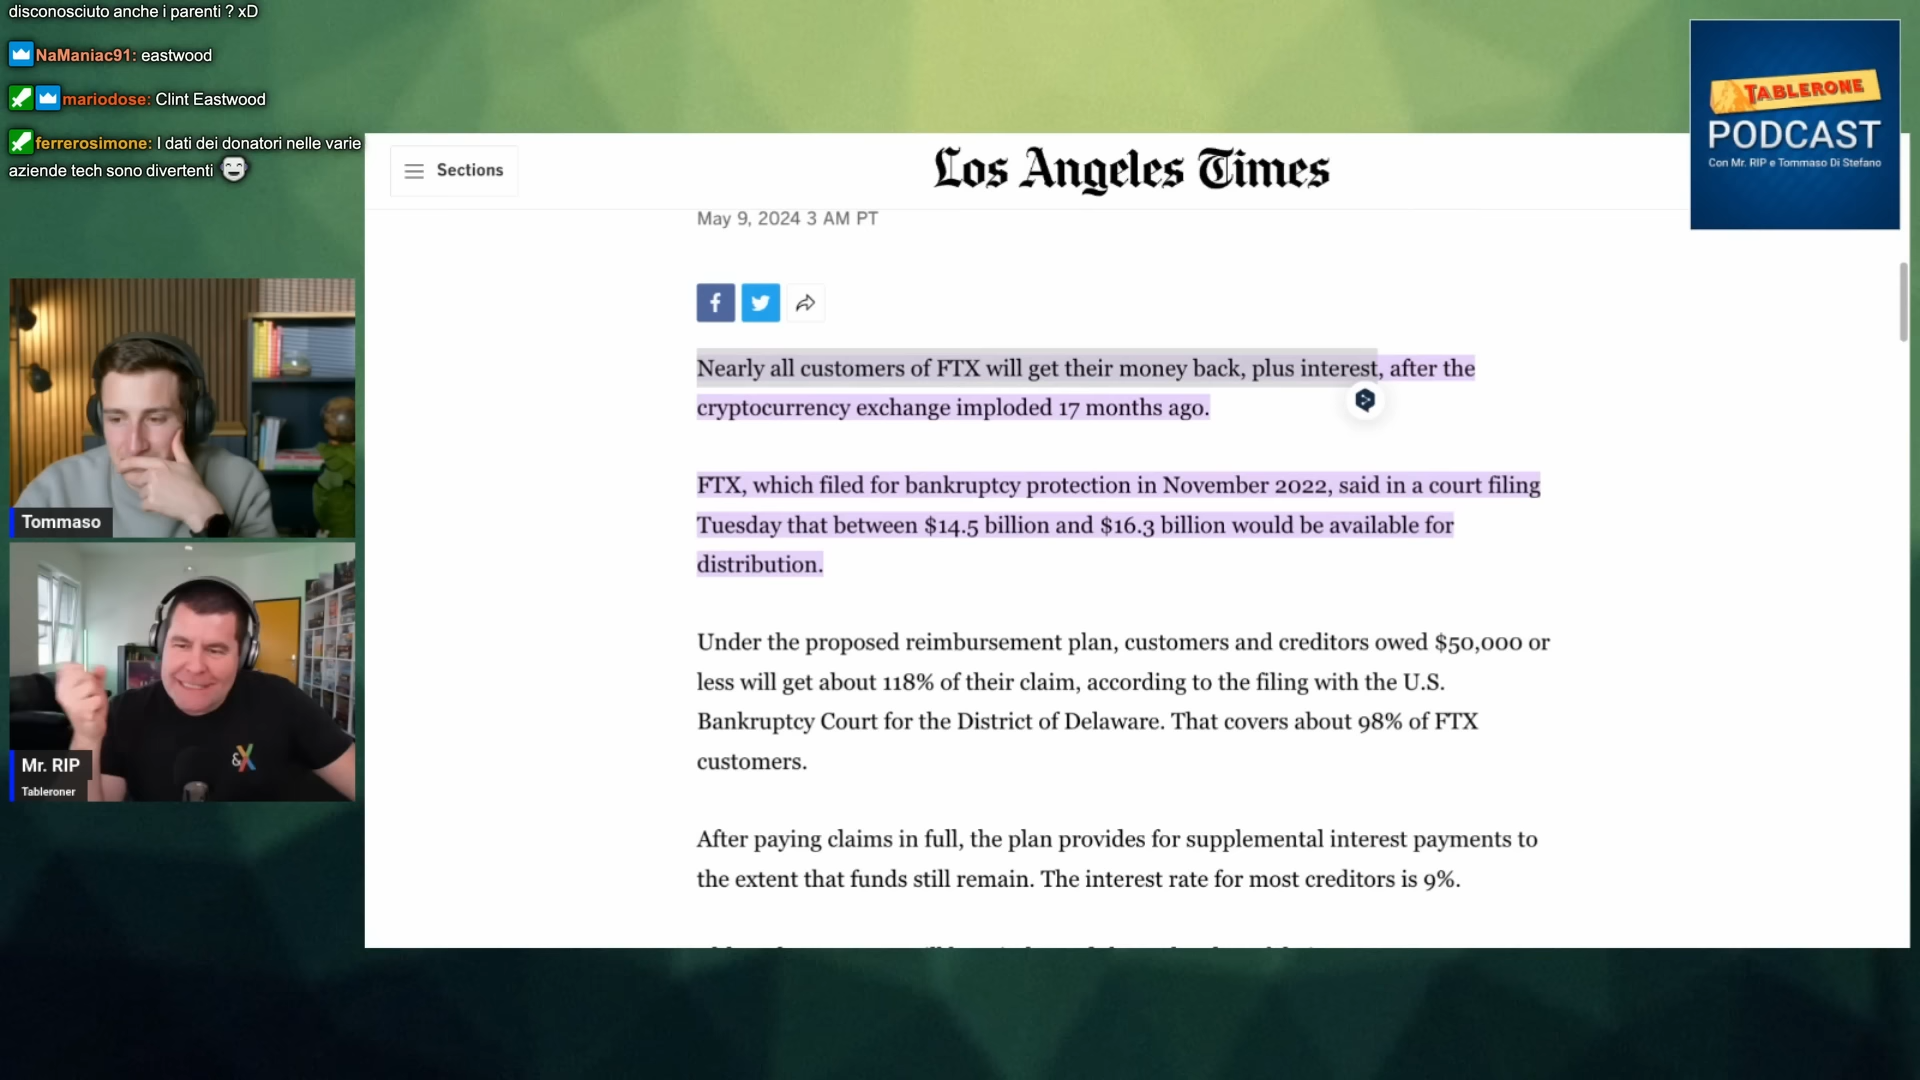 disconosciuto anche i parenti ? xD
NaManiac91: eastwood
mariodose: Clint Eastwood
ferrerosimone: I dati dei donatori nelle varie
aziende tech sono divertenti
TABLERONE
PODCAST
Con Mr. RIP e Tommaso Di Stefano
Sections
Los Angeles Times
May 9, 2024 3 AM PT
Nearly all customers of FTX will get their money back, plus interest, after the
cryptocurrency exchange imploded 17 months ago.
FTX, which filed for bankruptcy protection in November 2022, said in a court filing
Tuesday that between $14.5 billion and $16.3 billion would be available for
distribution.
Under the proposed reimbursement plan, customers and creditors owed $50,000 or
less will get about 118% of their claim, according to the filing with the U.S.
Bankruptcy Court for the District of Delaware. That covers about 98% of FTX
customers.
After paying claims in full, the plan provides for supplemental interest payments to
the extent that funds still remain. The interest rate for most creditors is 9%.
Tommaso
&X
Mr. RIP
Tableroner